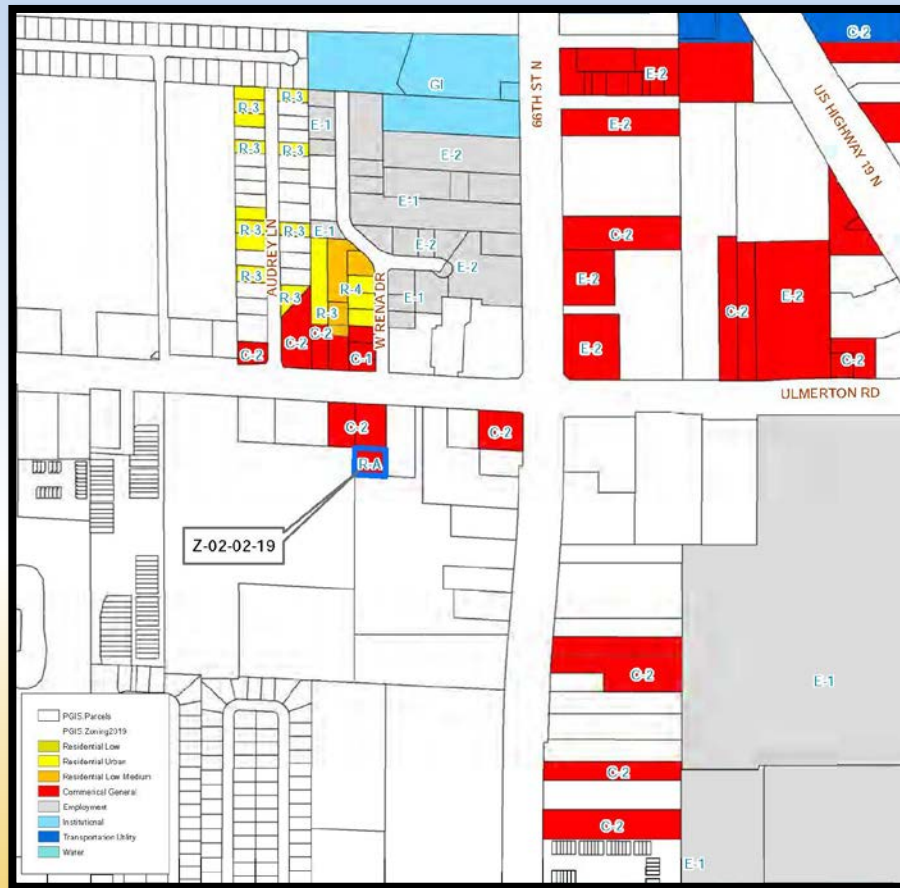 C-2
GI
66TH ST N
E-2
US HIGHWAY 19 N
R-3
R-3
E-1
E-2
R-3
R-3
E-2
E-1
R-3
AUDREY LN
R-3
E-1
C-2
E-2
E-2
R-3
R-4
E-1
E-2
C-2
E-2
R-3
R-3
C-2
C-2
W RENA DR
C-2
C-1
E-2
C-2
ULMERTON RD
C-2
C-2
R-A
Z-02-02-19
C-2
E-1
C-2
C-2
E-1
PGIS.Parcels
PGIS.Zoning2019
Residential Low
Residential Urban
Residential Low Medium
Commerical General
Employment
Institutional
Transportation Utility
Water